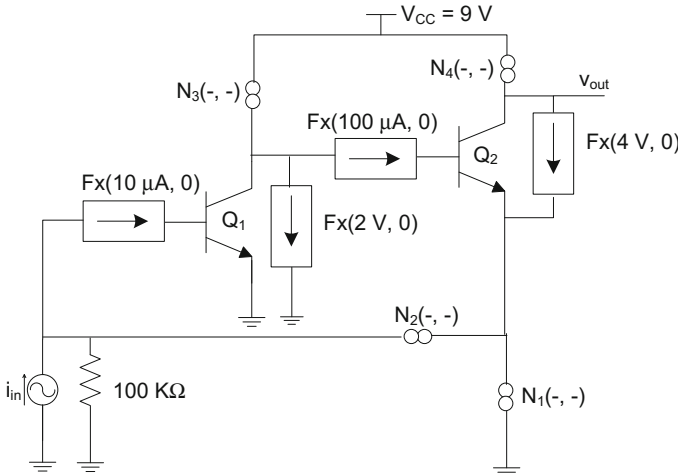 V_CC = 9 V
N_4(-, -)
v_out
N_3(-, -)
Fx(100 µA, 0)
Q_2
Fx(4 V, 0)
Fx(10 µA, 0)
Q_1
Fx(2 V, 0)
N_2(-, -)
i_in
100 KΩ
N_1(-, -)